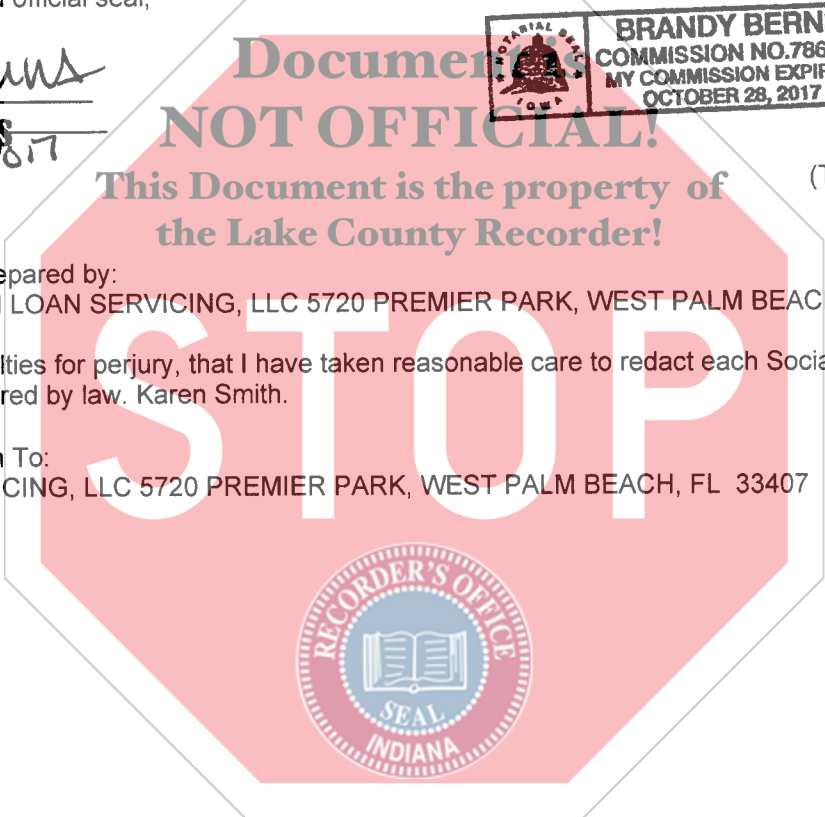 official seal,
BRANDY BERN
COMMISSION NO.786
MY COMMISSION EXPIR
OCTOBER 28, 2017
Document is
NOT OFFICIAL!
This Document is the property of
the Lake County Recorder!
(T
epared by:
LOAN SERVICING, LLC 5720 PREMIER PARK, WEST PALM BEAC
lties for perjury, that I have taken reasonable care to redact each Socia
red by law. Karen Smith.
To:
CING, LLC 5720 PREMIER PARK, WEST PALM BEACH, FL 33407
STOP
NOTARIAL SEAL
IOWA
RECORDER'S OFFICE
SEAL
INDIANA